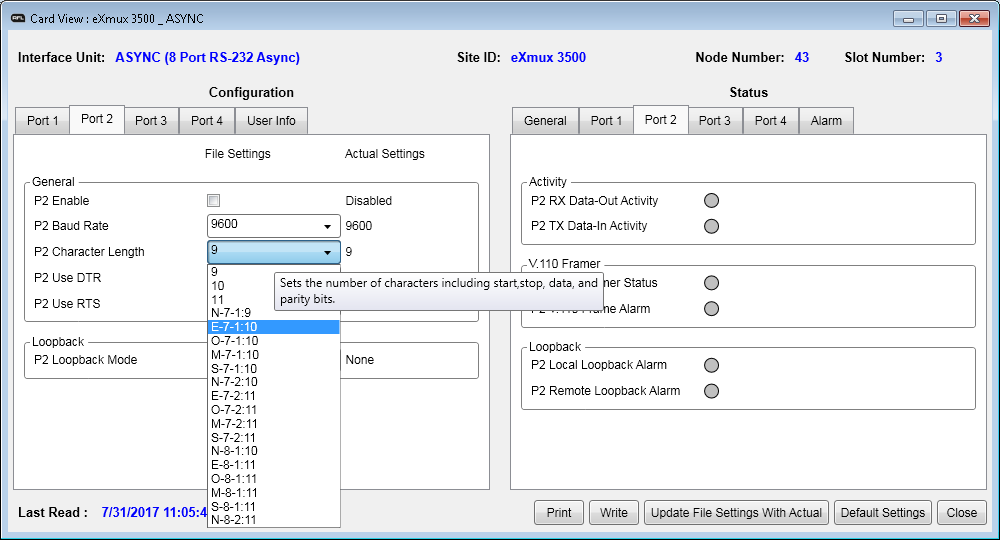 AFL Card View : eXmux 3500 _ ASYNC
Interface Unit: ASYNC (8 Port RS-232 Async) Site ID: eXmux 3500 Node Number: 43 Slot Number: 3
Configuration
Port 1 Port 2 Port 3 Port 4 User Info
File Settings Actual Settings
General
P2 Enable Disabled
P2 Baud Rate 9600 9600
P2 Character Length 9 9
P2 Use DTR
P2 Use RTS
9
10
11
N-7-1:9
E-7-1:10
O-7-1:10
M-7-1:10
S-7-1:10
N-7-2:10
E-7-2:11
O-7-2:11
M-7-2:11
S-7-2:11
N-8-1:10
E-8-1:11
O-8-1:11
M-8-1:11
S-8-1:11
N-8-2:11
Sets the number of characters including start,stop, data, and
parity bits.
Loopback
P2 Loopback Mode None
Status
General Port 1 Port 2 Port 3 Port 4 Alarm
Activity
P2 RX Data-Out Activity
P2 TX Data-In Activity
V.110 Framer
mer Status
Frame Alarm
Loopback
P2 Local Loopback Alarm
P2 Remote Loopback Alarm
Last Read : 7/31/2017 11:05:4
Print Write Update File Settings With Actual Default Settings Close